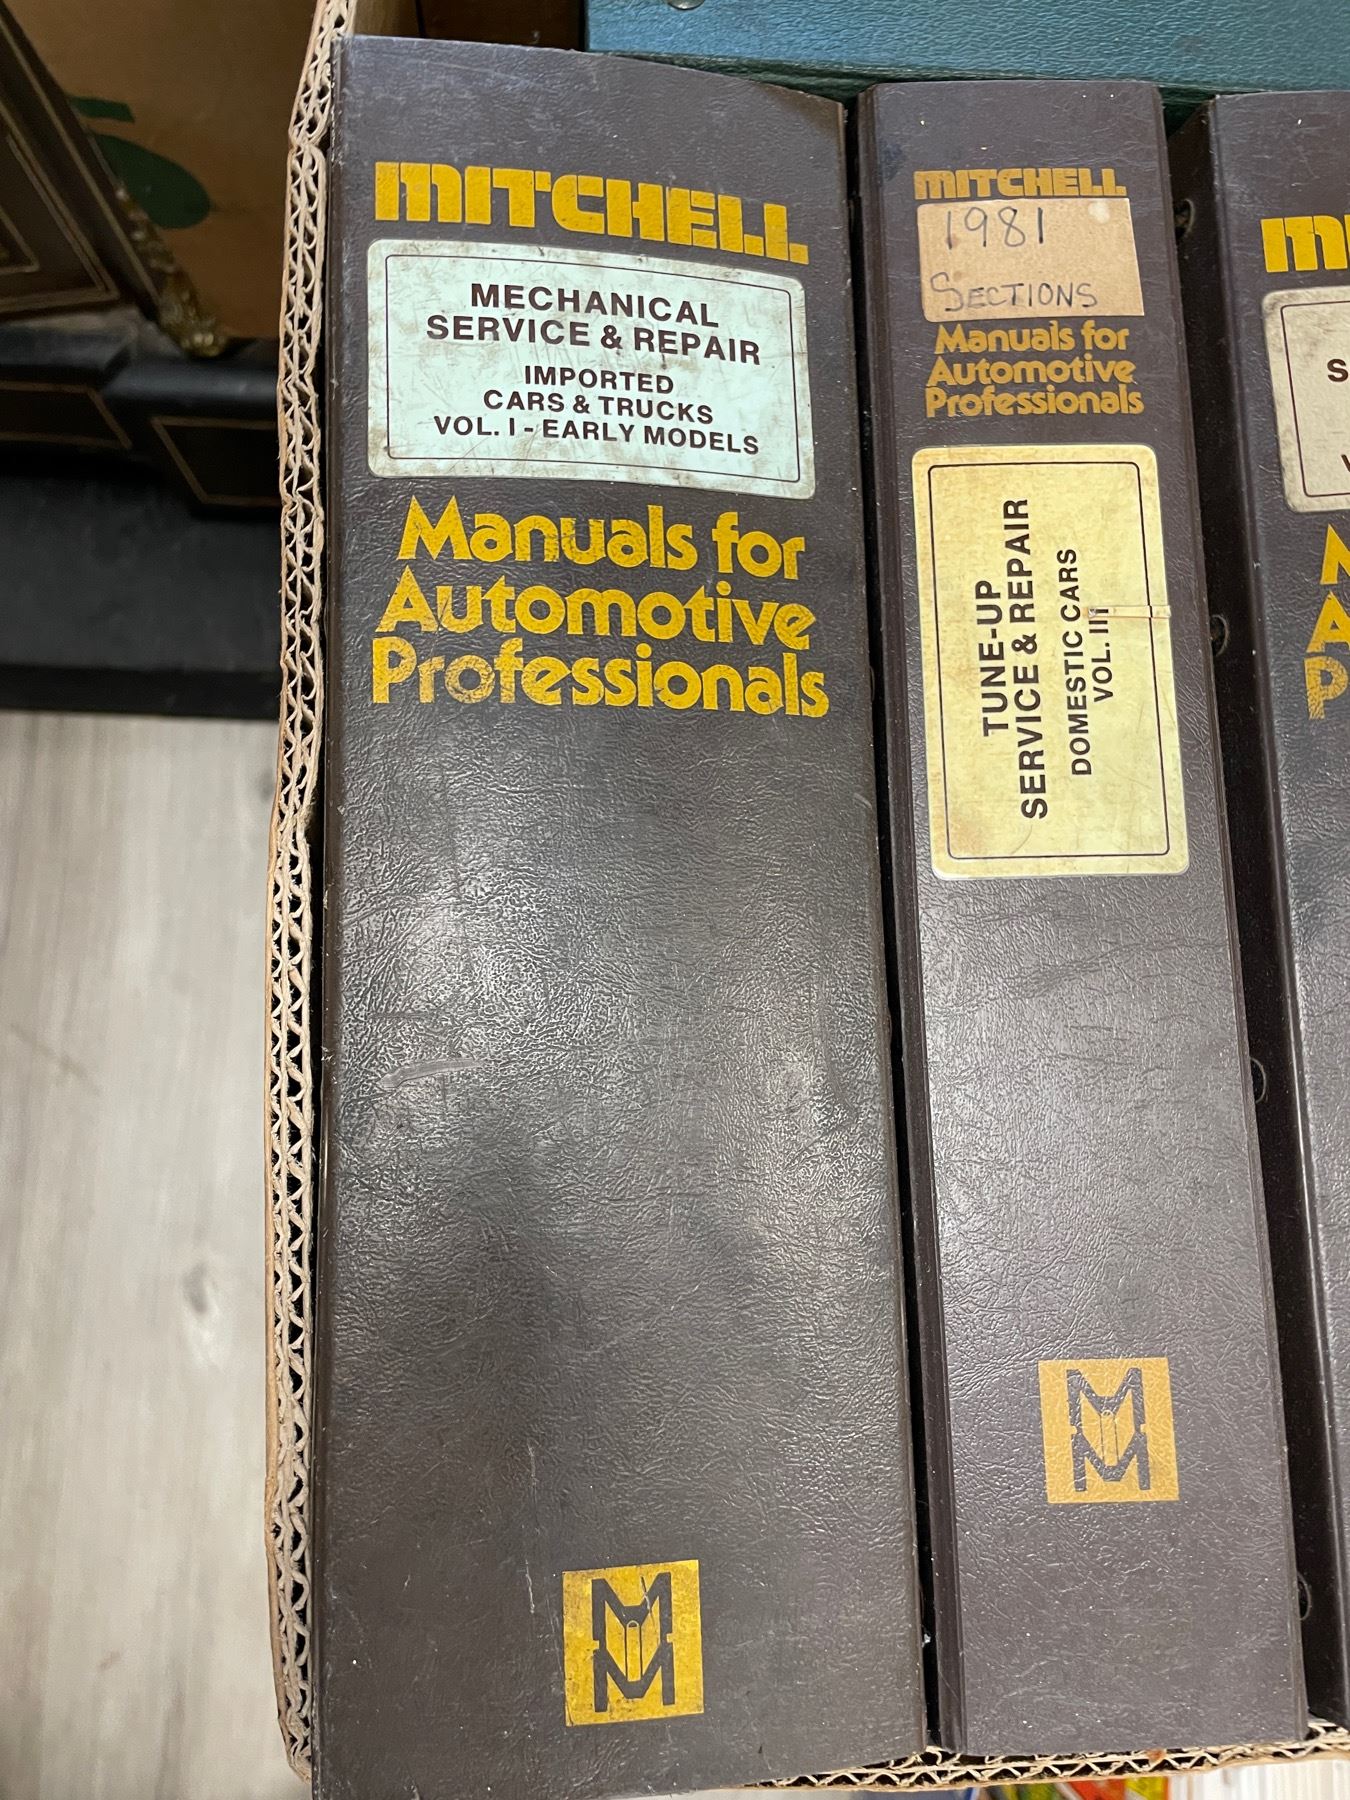 MITCHELL
MECHANICAL
SERVICE & REPAIR
IMPORTED
CARS & TRUCKS
VOL. I - EARLY MODELS
Manuals for
Automotive
Professionals
MITCHELL
1981
SECTIONS
Manuals for
Automotive
Professionals
TUNE-UP
SERVICE & REPAIR
DOMESTIC CARS
VOL. III